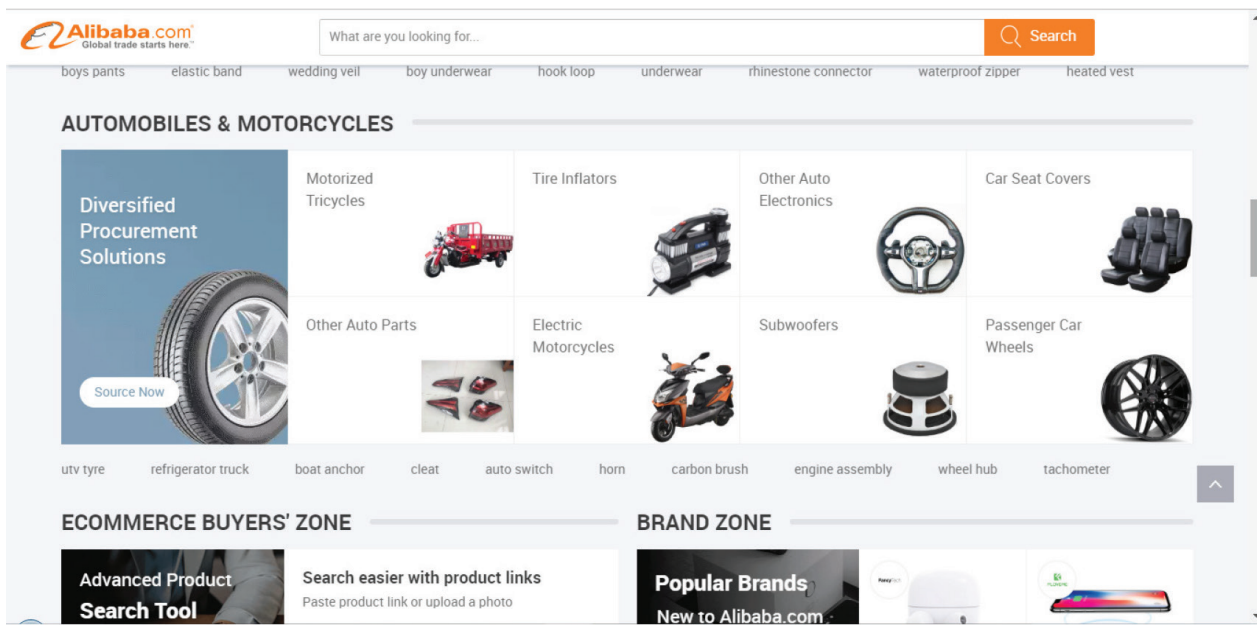 Alibaba.com
Global trade starts here.™
What are you looking for...
Search
boys pants elastic band wedding veil boy underwear hook loop underwear rhinestone connector waterproof zipper heated vest
AUTOMOBILES & MOTORCYCLES
Diversified
Procurement
Solutions
Source Now
Motorized
Tricycles
Tire Inflators
Other Auto
Electronics
Car Seat Covers
Other Auto Parts
Electric
Motorcycles
Subwoofers
Passenger Car
Wheels
utv tyre refrigerator truck boat anchor cleat auto switch horn carbon brush engine assembly wheel hub tachometer
ECOMMERCE BUYERS' ZONE
Advanced Product
Search Tool
Search easier with product links
Paste product link or upload a photo
BRAND ZONE
Popular Brands
New to Alibaba.com